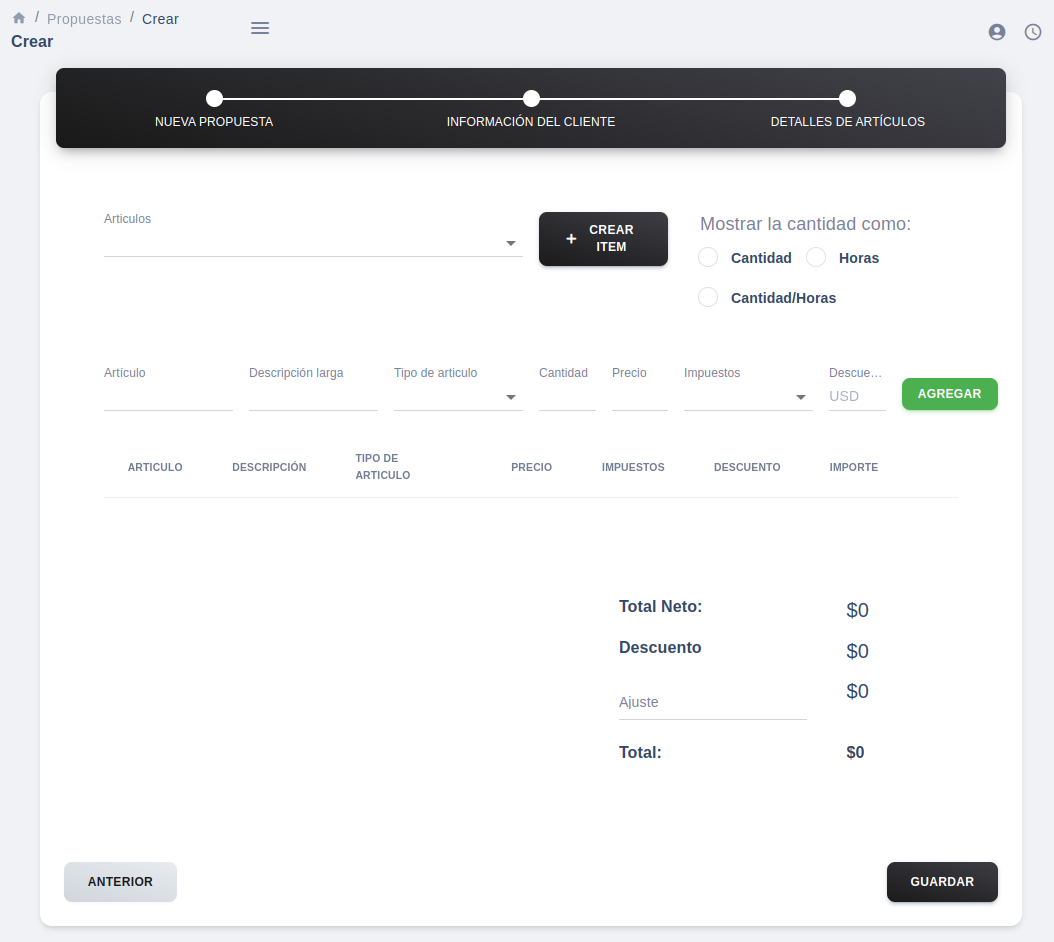 / Propuestas / Crear
Crear
NUEVA PROPUESTA
INFORMACIÓN DEL CLIENTE
DETALLES DE ARTÍCULOS
Articulos
+ CREAR
ITEM
Mostrar la cantidad como:
Cantidad
Horas
Cantidad/Horas
Artículo
Descripción larga
Tipo de articulo
Cantidad
Precio
Impuestos
Descue...
USD
AGREGAR
ARTICULO
DESCRIPCIÓN
TIPO DE
ARTICULO
PRECIO
IMPUESTOS
DESCUENTO
IMPORTE
Total Neto: $0
Descuento $0
Ajuste $0
Total: $0
ANTERIOR
GUARDAR